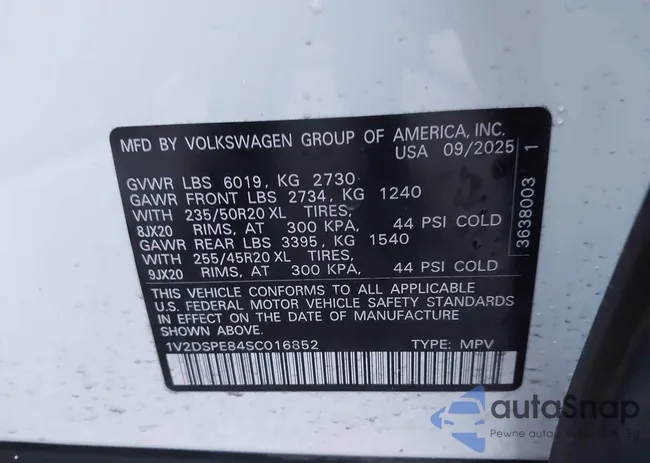 MFD BY VOLKSWAGEN GROUP OF AMERICA, INC.
USA 09/2025
GVWR LBS 6019, KG 2730
GAWR FRONT LBS 2734, KG 1240
WITH 235/50R20 XL TIRES,
8JX20 RIMS, AT 300 KPA, 44 PSI COLD
GAWR REAR LBS 3395, KG 1540
WITH 255/45R20 XL TIRES,
9JX20 RIMS, AT 300 KPA, 44 PSI COLD
THIS VEHICLE CONFORMS TO ALL APPLICABLE
U.S. FEDERAL MOTOR VEHICLE SAFETY STANDARDS
IN EFFECT ON THE DATE OF MANUFACTURE
SHOWN ABOVE.
1V2DSPE84SC016852 TYPE: MPV
3638003 1
autaSnap
Pewne auto